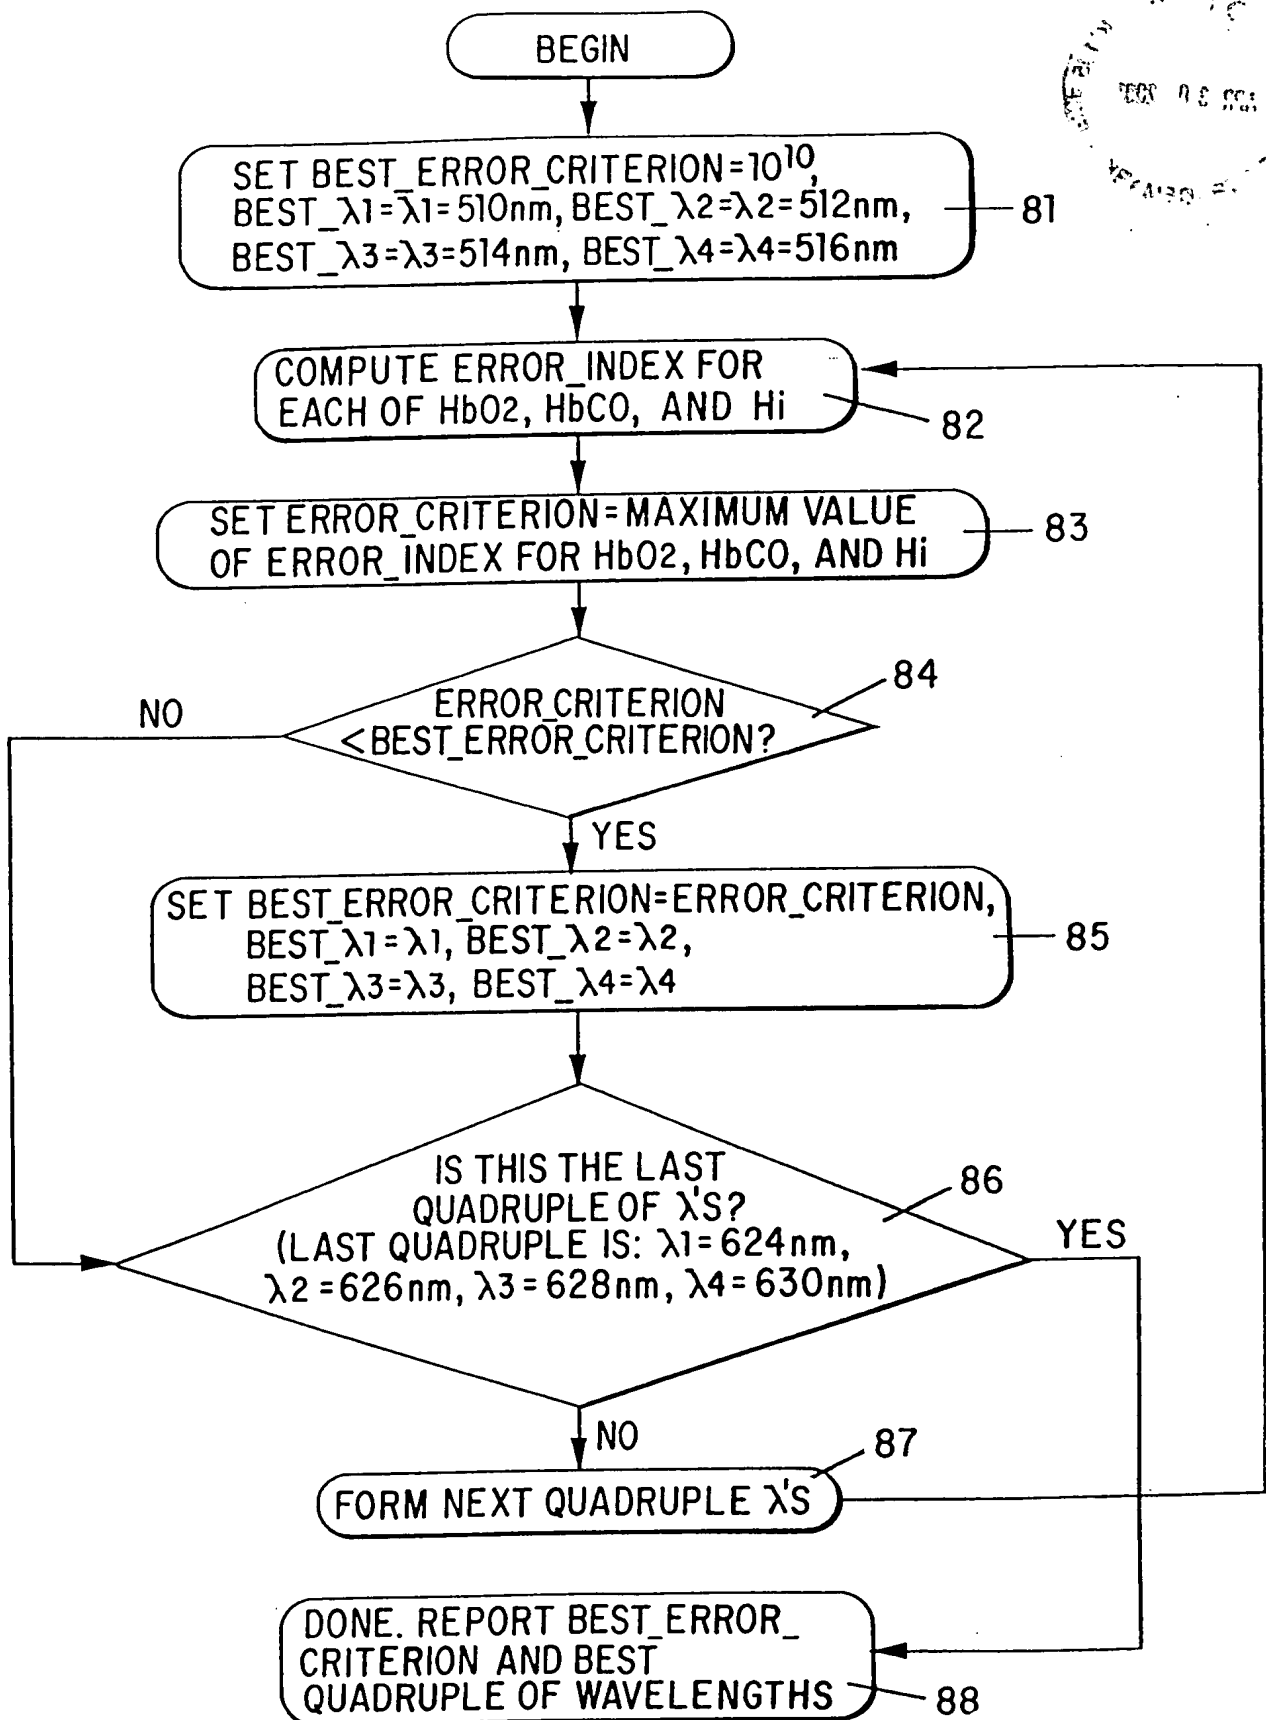 BEGIN
SET BEST_ERROR_CRITERION=10¹⁰,
BEST_λ1=λ1=510nm, BEST_λ2=λ2=512nm,
BEST_λ3=λ3=514nm, BEST_λ4=λ4=516nm
81
COMPUTE ERROR_INDEX FOR
EACH OF HbO2, HbCO, AND Hi
82
SET ERROR_CRITERION=MAXIMUM VALUE
OF ERROR_INDEX FOR HbO2, HbCO, AND Hi
83
84
ERROR_CRITERION
<BEST_ERROR_CRITERION?
NO
YES
SET BEST_ERROR_CRITERION=ERROR_CRITERION,
BEST_λ1=λ1, BEST_λ2=λ2,
BEST_λ3=λ3, BEST_λ4=λ4
85
IS THIS THE LAST
QUADRUPLE OF λ'S?
(LAST QUADRUPLE IS: λ1=624nm,
λ2=626nm, λ3=628nm, λ4=630nm)
86
YES
NO
87
FORM NEXT QUADRUPLE λ'S
DONE. REPORT BEST_ERROR_
CRITERION AND BEST
QUADRUPLE OF WAVELENGTHS
88